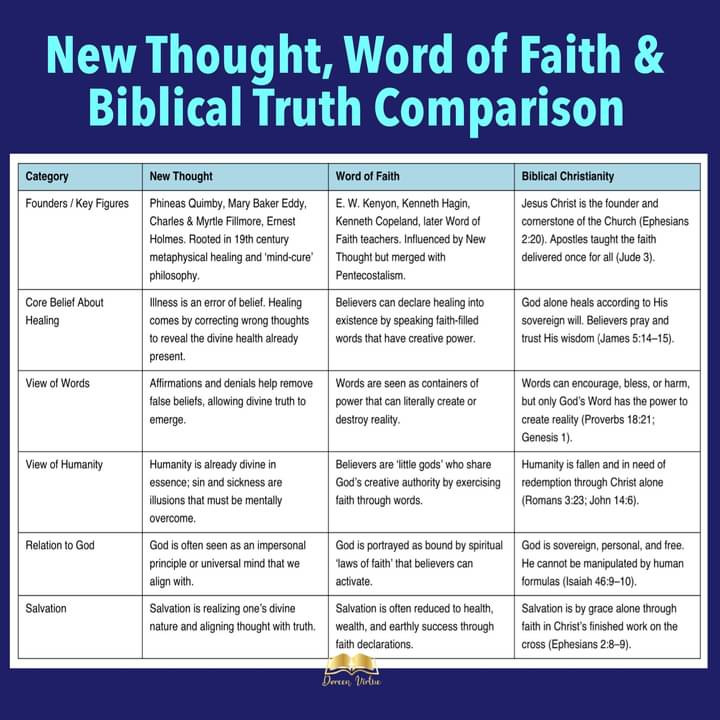 New Thought, Word of Faith &
Biblical Truth Comparison
Category
New Thought
Word of Faith
Biblical Christianity
Founders / Key Figures
Phineas Quimby, Mary Baker Eddy,
Charles & Myrtle Fillmore, Ernest
Holmes. Rooted in 19th century
metaphysical healing and ‘mind-cure’
philosophy.
E. W. Kenyon, Kenneth Hagin,
Kenneth Copeland, later Word of
Faith teachers. Influenced by New
Thought but merged with
Pentecostalism.
Jesus Christ is the founder and
cornerstone of the Church (Ephesians
2:20). Apostles taught the faith
delivered once for all (Jude 3).
Core Belief About
Healing
Illness is an error of belief. Healing
comes by correcting wrong thoughts
to reveal the divine health already
present.
Believers can declare healing into
existence by speaking faith-filled
words that have creative power.
God alone heals according to His
sovereign will. Believers pray and
trust His wisdom (James 5:14–15).
View of Words
Affirmations and denials help remove
false beliefs, allowing divine truth to
emerge.
Words are seen as containers of
power that can literally create or
destroy reality.
Words can encourage, bless, or harm,
but only God’s Word has the power to
create reality (Proverbs 18:21;
Genesis 1).
View of Humanity
Humanity is already divine in
essence; sin and sickness are
illusions that must be mentally
overcome.
Believers are ‘little gods’ who share
God’s creative authority by exercising
faith through words.
Humanity is fallen and in need of
redemption through Christ alone
(Romans 3:23; John 14:6).
Relation to God
God is often seen as an impersonal
principle or universal mind that we
align with.
God is portrayed as bound by spiritual
‘laws of faith’ that believers can
activate.
God is sovereign, personal, and free.
He cannot be manipulated by human
formulas (Isaiah 46:9–10).
Salvation
Salvation is realizing one’s divine
nature and aligning thought with truth.
Salvation is often reduced to health,
wealth, and earthly success through
faith declarations.
Salvation is by grace alone through
faith in Christ’s finished work on the
cross (Ephesians 2:8–9).
Doreen Virtue